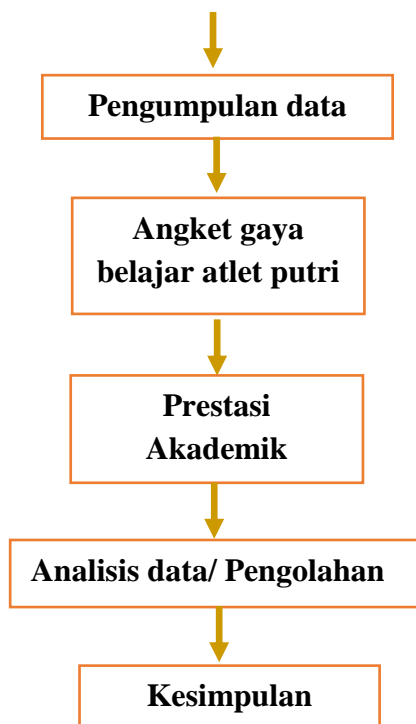 Pengumpulan data
Angket gaya
belajar atlet putri
Prestasi
Akademik
Analisis data/ Pengolahan
Kesimpulan